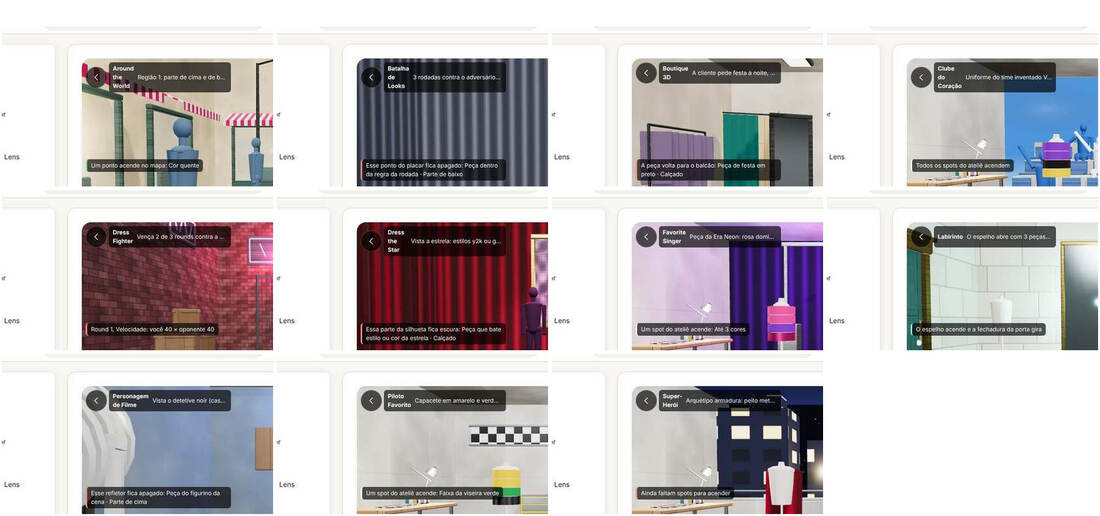 Around
the
World
Região 1: parte de cima e de b...
Um ponto acende no mapa: Cor quente
Batalha
de
Looks
3 rodadas contra o adversário...
Esse ponto do placar fica apagado: Peça dentro
da regra da rodada · Parte de baixo
Lens
Boutique
3D
A cliente pede festa à noite, ...
A peça volta para o balcão: Peça de festa em
preto · Calçado
Lens
Clube
do
Coração
Uniforme do time inventado V...
Todos os spots do ateliê acendem
Lens
Lens
Dress
Fighter
Vença 2 de 3 rounds contra a ...
Round 1, Velocidade: você 40 × oponente 40
Lens
Dress
the
Star
Vista a estrela: estilos y2k ou g...
Essa parte da silhueta fica escura: Peça que bate
estilo ou cor da estrela · Calçado
Lens
Favorite
Singer
Peça da Era Neon: rosa domi...
Um spot do ateliê acende: Até 3 cores
Lens
Labirinto
O espelho abre com 3 peças...
O espelho acende e a fechadura da porta gira
Lens
Lens
Personagem
de Filme
Vista o detetive noir (cas...
Esse refletor fica apagado: Peça do figurino da
cena · Parte de cima
Lens
Piloto
Favorito
Capacete em amarelo e verd...
Um spot do ateliê acende: Faixa da viseira verde
Lens
Super-
Herói
Arquétipo armadura: peito met...
Ainda faltam spots para acender
Lens